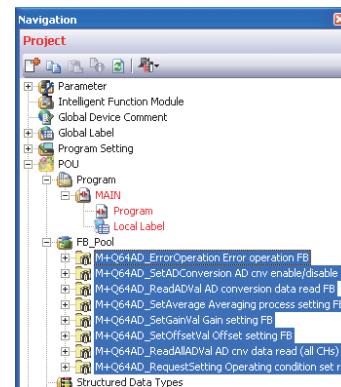 Navigation
Project
Parameter
Intelligent Function Module
Global Device Comment
Global Label
Program Setting
POU
Program
MAIN
Program
Local Label
FB_Pool
M+Q64AD_ErrorOperation Error operation FB
M+Q64AD_SetADConversion AD cnv enable/disable
M+Q64AD_ReadADVal AD conversion data read FB
M+Q64AD_SetAverage Averaging process setting FB
M+Q64AD_SetGainVal Gain setting FB
M+Q64AD_SetOffsetVal Offset setting FB
M+Q64AD_ReadAllADVal AD cnv data read (all CHs)
M+Q64AD_RequestSetting Operating condition set r
Structured Data Types